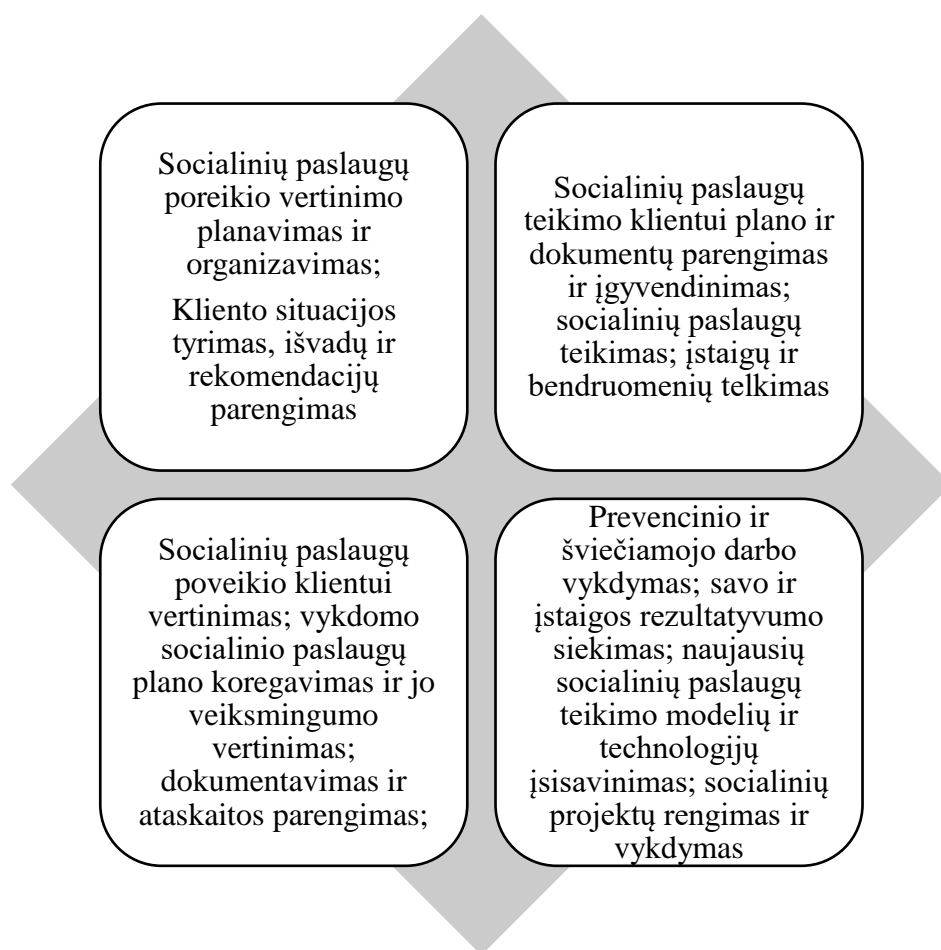 Socialinių paslaugų
poreikio vertinimo
planavimas ir
organizavimas;
Kliento situacijos
tyrimas, išvadų ir
rekomendacijų
parengimas
Socialinių paslaugų
teikimo klientui plano ir
dokumentų parengimas
ir įgyvendinimas;
socialinių paslaugų
teikimas; įstaigų ir
bendruomenių telkimas
Socialinių paslaugų
poveikio klientui
vertinimas; vykdomo
socialinio paslaugų
plano koregavimas ir jo
veiksmingumo
vertinimas;
dokumentavimas ir
ataskaitos parengimas;
Prevencinio ir
šviečiamojo darbo
vykdymas; savo ir
įstaigos rezultatyvumo
siekimas; naujausių
socialinių paslaugų
teikimo modelių ir
technologijų
įsisavinimas; socialinių
projektų rengimas ir
vykdymas